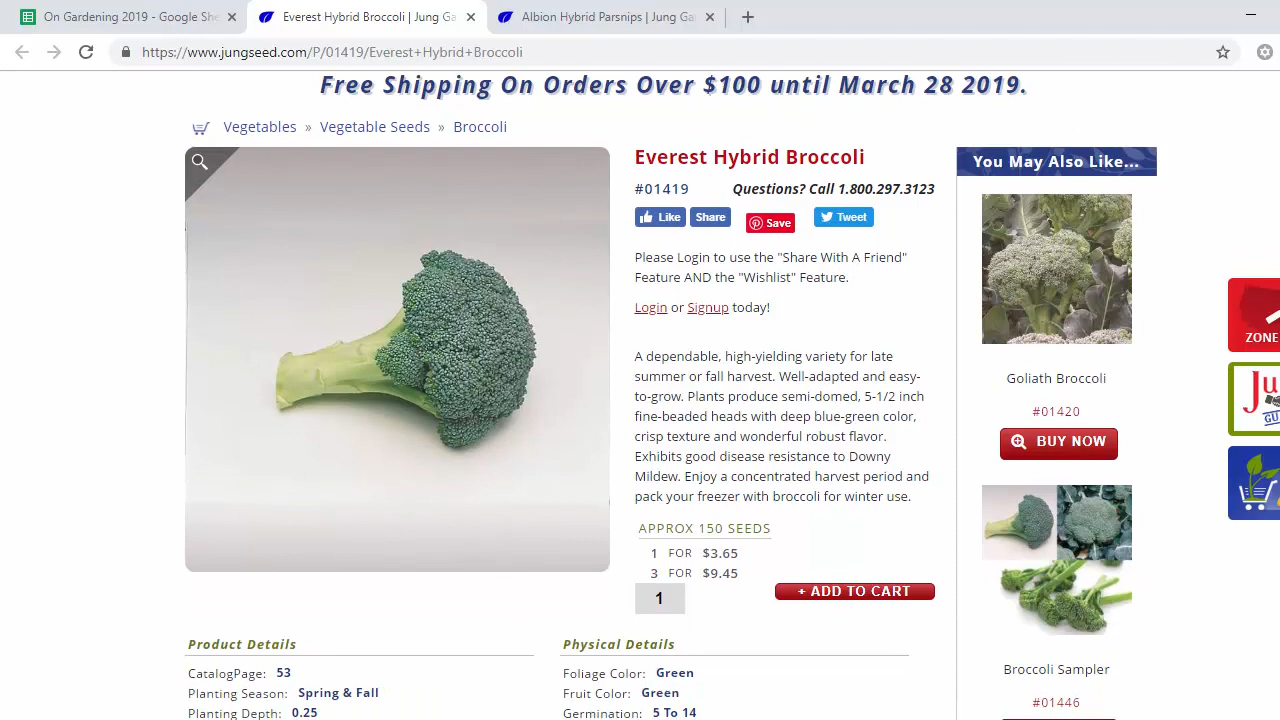 On Gardening 2019 - Google She
Everest Hybrid Broccoli | Jung Ga
Albion Hybrid Parsnips | Jung Ga
https://www.jungseed.com/P/01419/Everest+Hybrid+Broccoli
Free Shipping On Orders Over $100 until March 28 2019.
Vegetables » Vegetable Seeds » Broccoli
Everest Hybrid Broccoli
#01419 Questions? Call 1.800.297.3123
Like Share Save Tweet
Please Login to use the "Share With A Friend"
Feature AND the "Wishlist" Feature.
Login or Signup today!
A dependable, high-yielding variety for late
summer or fall harvest. Well-adapted and easy-
to-grow. Plants produce semi-domed, 5-1/2 inch
fine-beaded heads with deep blue-green color,
crisp texture and wonderful robust flavor.
Exhibits good disease resistance to Downy
Mildew. Enjoy a concentrated harvest period and
pack your freezer with broccoli for winter use.
APPROX 150 SEEDS
1 FOR $3.65
3 FOR $9.45
1
+ ADD TO CART
Product Details
CatalogPage: 53
Planting Season: Spring & Fall
Planting Depth: 0.25
Physical Details
Foliage Color: Green
Fruit Color: Green
Germination: 5 To 14
You May Also Like...
Goliath Broccoli
#01420
BUY NOW
Broccoli Sampler
#01446
ZONE
Ju
GU